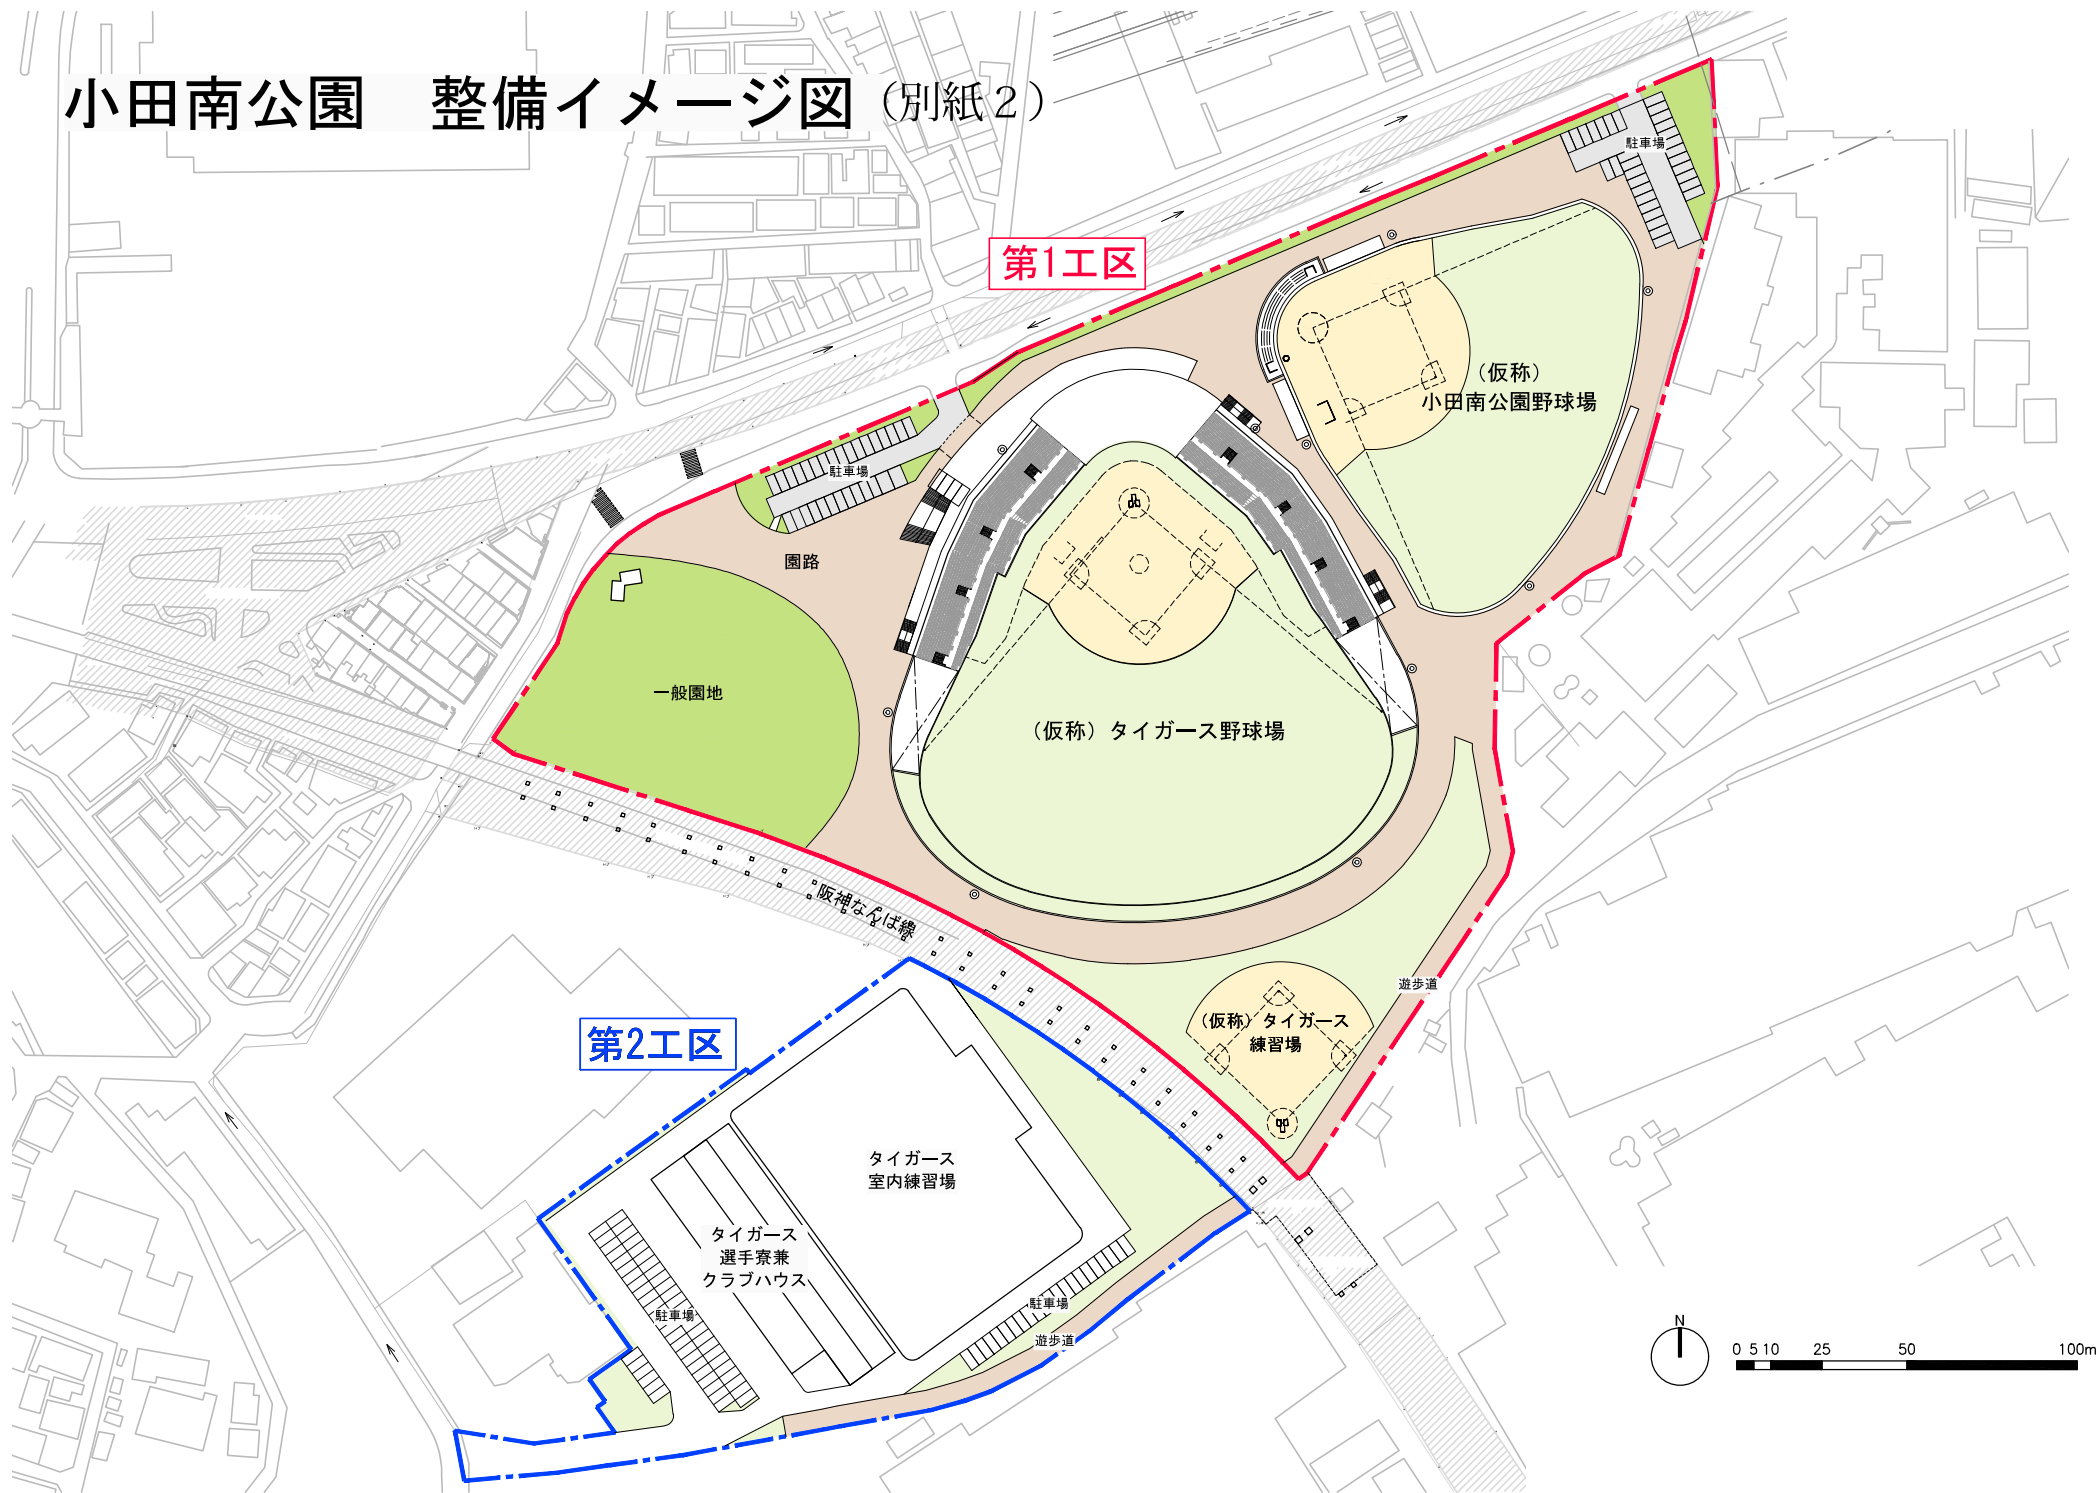 小田南公園　整備イメージ図（別紙２）
第1工区
駐車場
（仮称）
小田南公園野球場
駐車場
園路
一般園地
（仮称）タイガース野球場
阪神なんば線
遊歩道
（仮称）タイガース
練習場
第2工区
タイガース
室内練習場
タイガース
選手寮兼
クラブハウス
駐車場
駐車場
遊歩道
N
0 5 10 25 50 100m